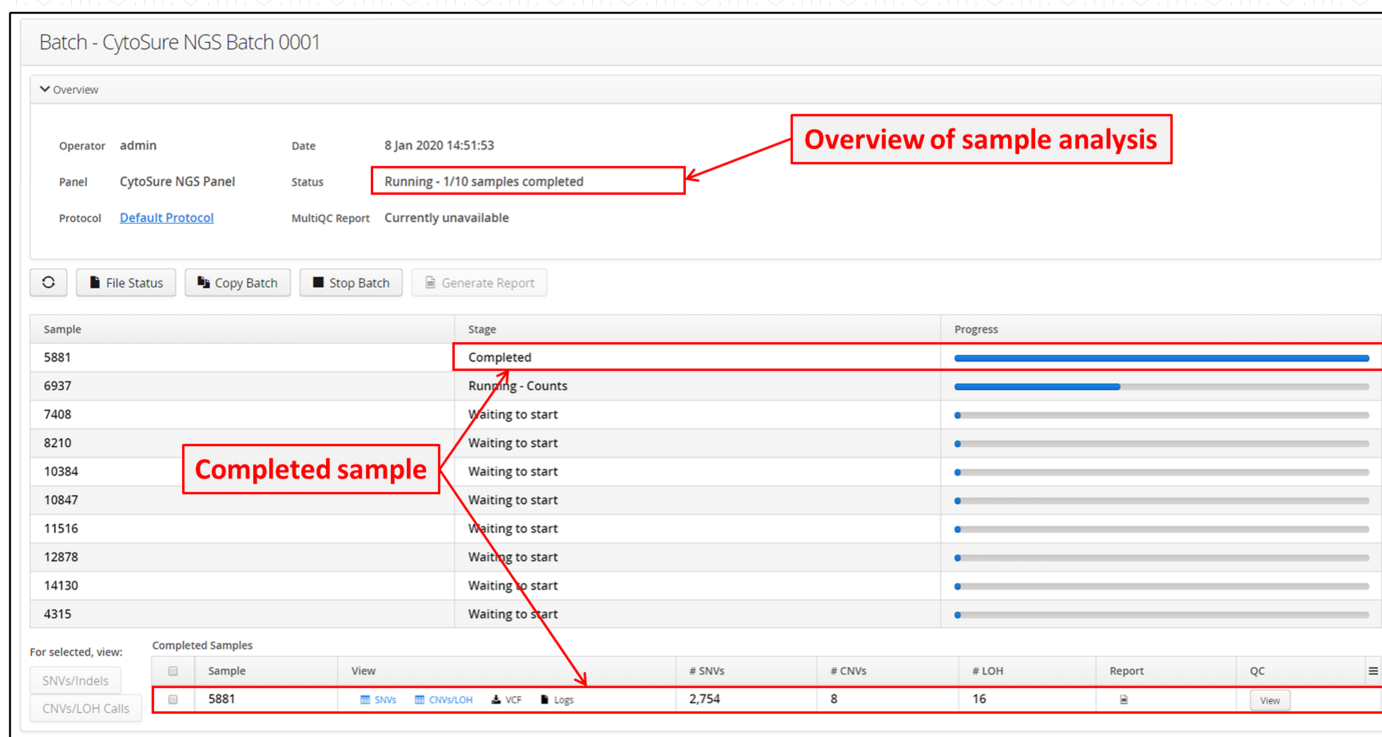 Batch - CytoSure NGS Batch 0001
Overview
Operator admin Date 8 Jan 2020 14:51:53
Overview of sample analysis
Panel CytoSure NGS Panel Status Running - 1/10 samples completed
Protocol Default Protocol MultiQC Report Currently unavailable
File Status Copy Batch Stop Batch Generate Report
Sample Stage Progress
5881 Completed
6937 Running - Counts
7408 Waiting to start
8210 Waiting to start
10384 Waiting to start
Completed sample
10847 Waiting to start
11516 Waiting to start
12878 Waiting to start
14130 Waiting to start
4315 Waiting to start
For selected, view: Completed Samples
Sample View # SNVs # CNVs # LOH Report QC
SNVs/Indels
5881 SNVs CNVs/LOH VCF Logs 2,754 8 16 View
CNVs/LOH Calls